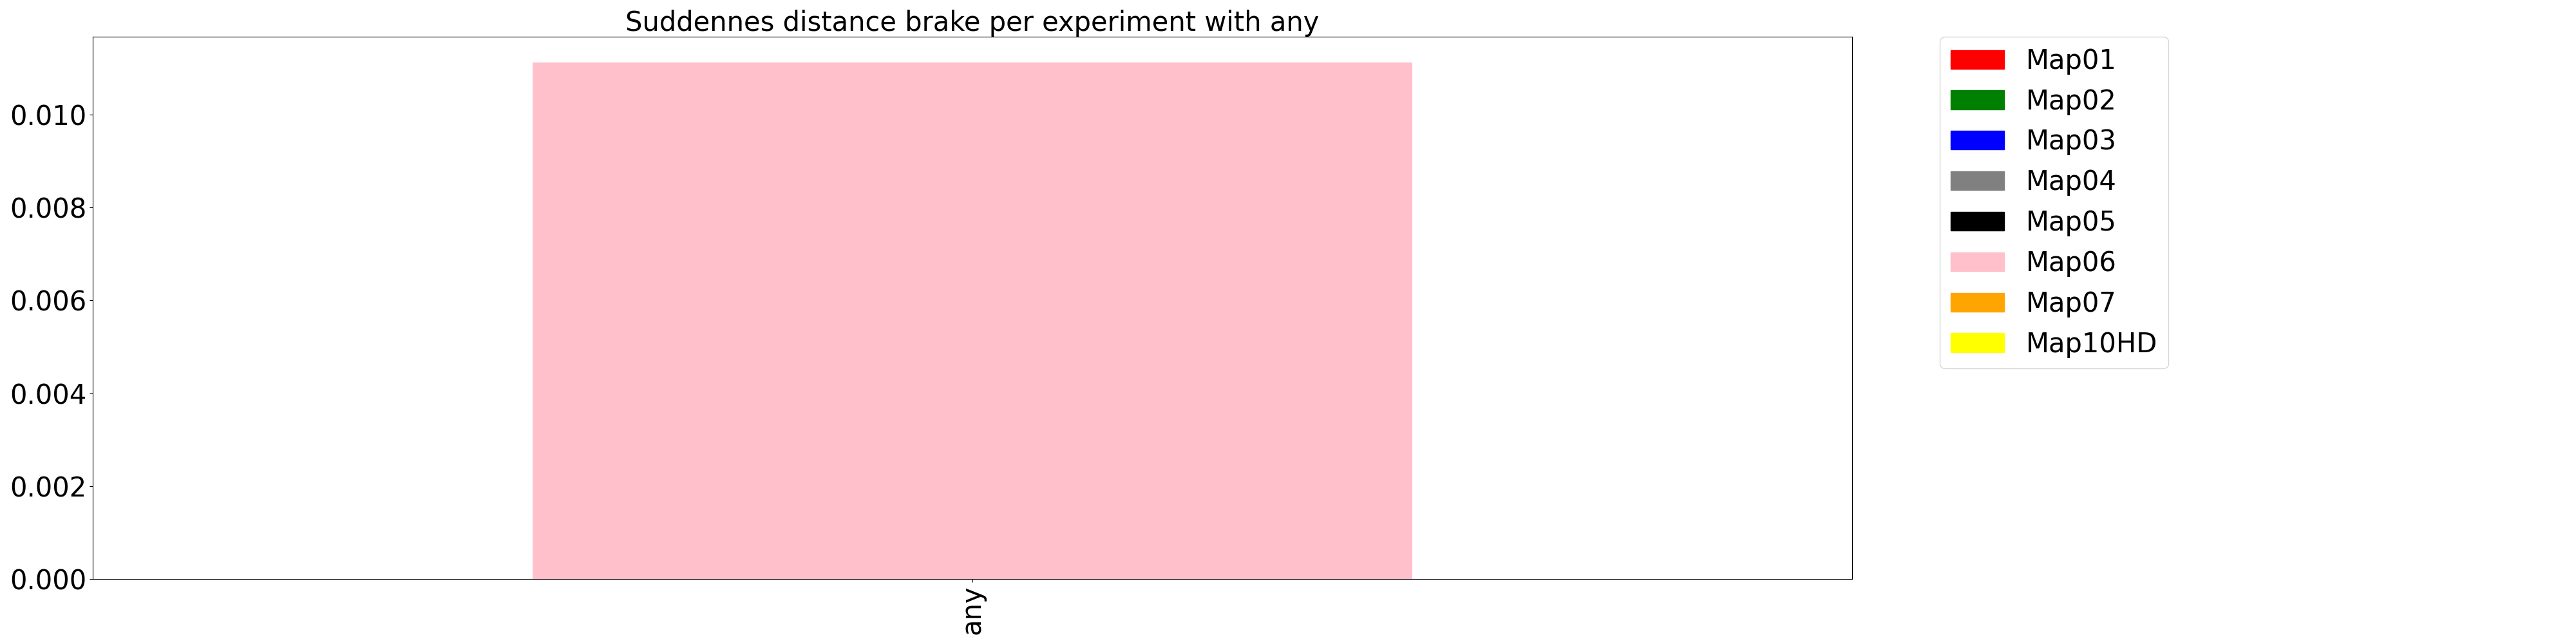 Suddennes distance brake per experiment with any
0.010
0.008
0.006
0.004
0.002
0.000
any
Map01
Map02
Map03
Map04
Map05
Map06
Map07
Map10HD